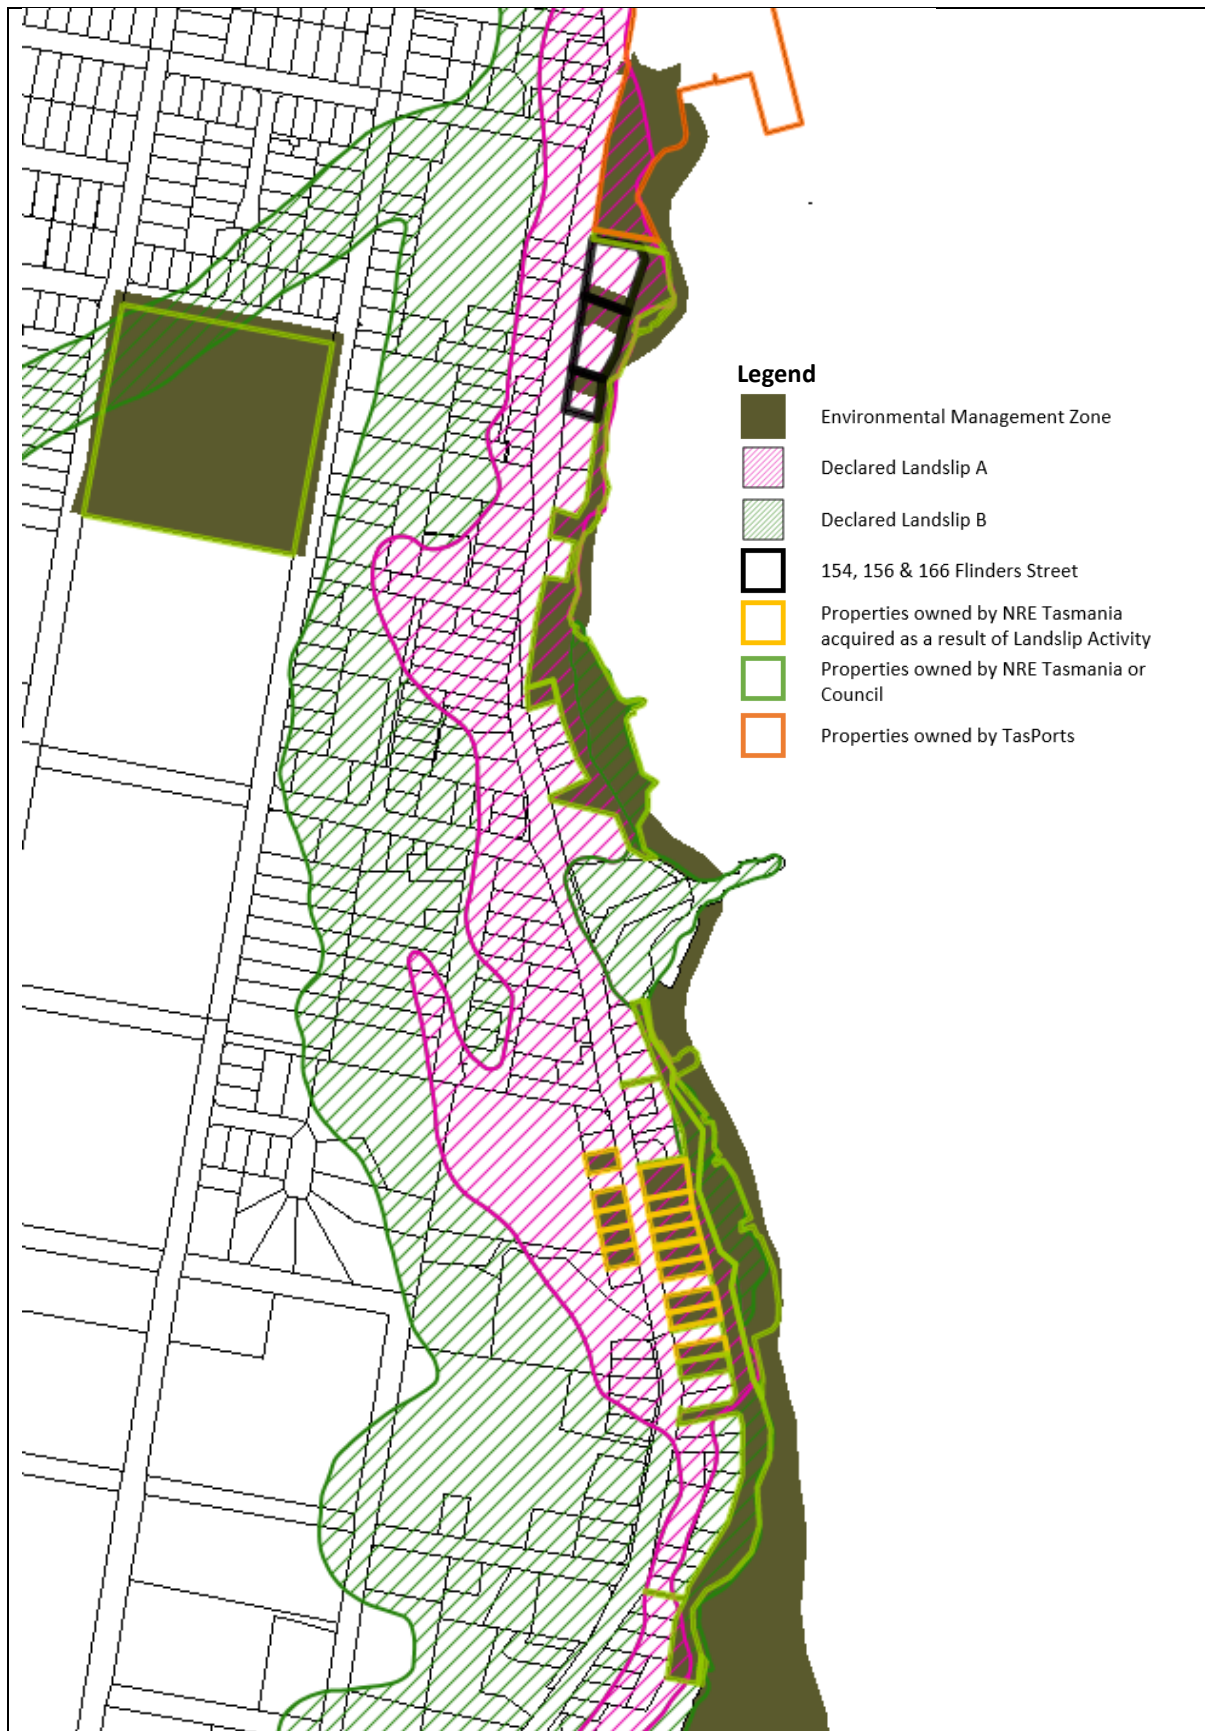 Legend
Environmental Management Zone
Declared Landslip A
Declared Landslip B
154, 156 & 166 Flinders Street
Properties owned by NRE Tasmania
acquired as a result of Landslip Activity
Properties owned by NRE Tasmania or
Council
Properties owned by TasPorts